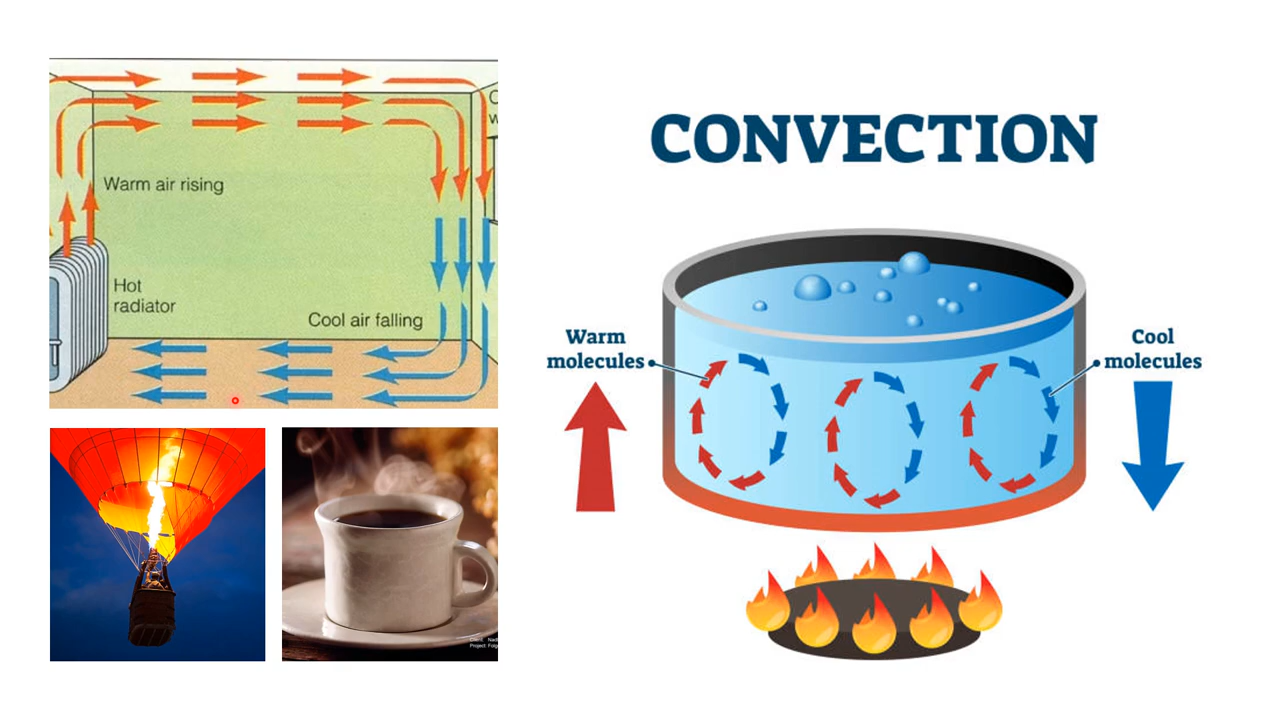 CONVECTION
Warm air rising
Hot
radiator
Cool air falling
Warm
molecules
Cool
molecules